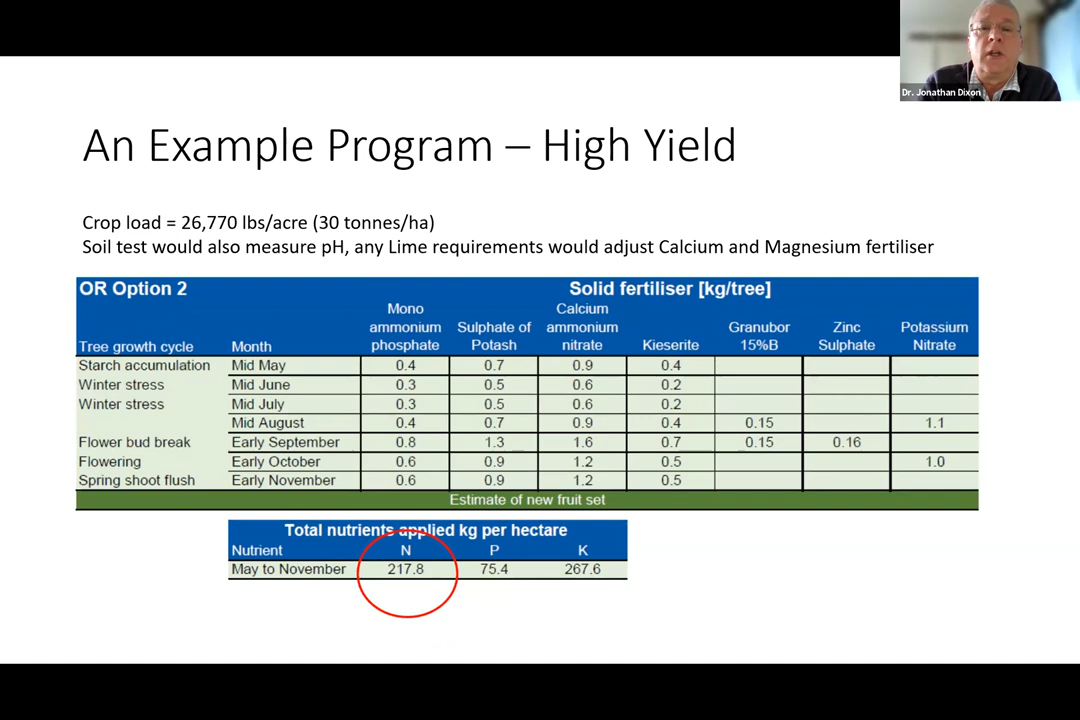 Dr. Jonathan Dixon
An Example Program – High Yield
Crop load = 26,770 lbs/acre (30 tonnes/ha)
Soil test would also measure pH, any Lime requirements would adjust Calcium and Magnesium fertiliser
OR Option 2 Solid fertiliser [kg/tree]
Tree growth cycle Month Mono ammonium phosphate Sulphate of Potash Calcium ammonium nitrate Kieserite Granubor 15%B Zinc Sulphate Potassium Nitrate
Starch accumulation Mid May 0.4 0.7 0.9 0.4
Winter stress Mid June 0.3 0.5 0.6 0.2
Winter stress Mid July 0.3 0.5 0.6 0.2
Mid August 0.4 0.7 0.9 0.4 0.15 1.1
Flower bud break Early September 0.8 1.3 1.6 0.7 0.15 0.16
Flowering Early October 0.6 0.9 1.2 0.5 1.0
Spring shoot flush Early November 0.6 0.9 1.2 0.5
Estimate of new fruit set
Total nutrients applied kg per hectare
Nutrient N P K
May to November 217.8 75.4 267.6